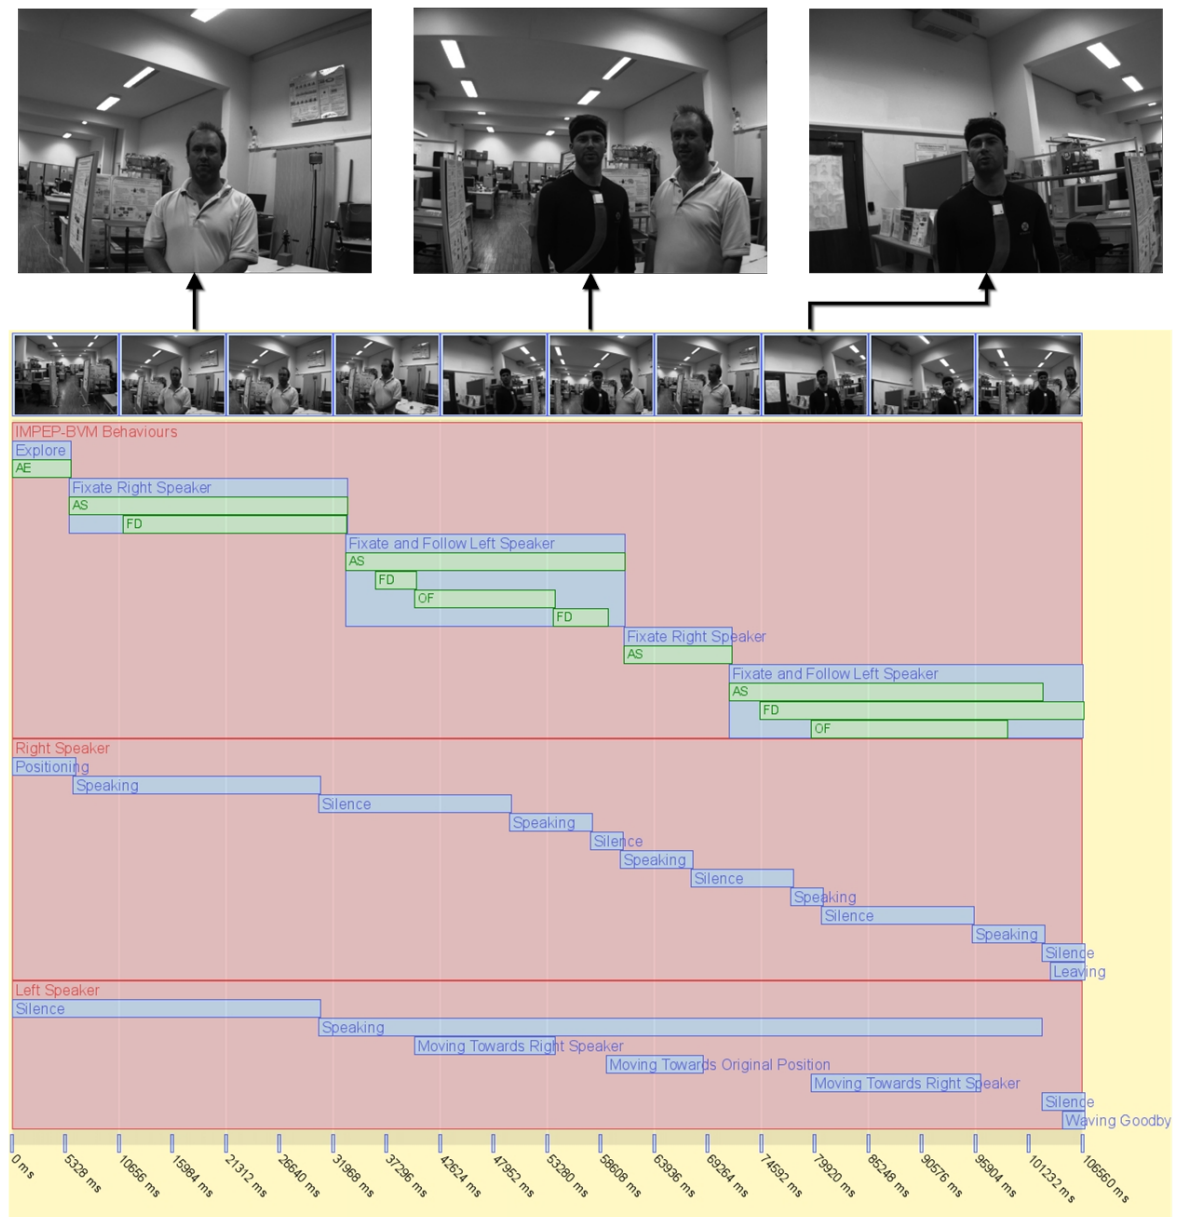 IMPEP-BVM Behaviours
Explore
AE
Fixate Right Speaker
AS
FD
Fixate and Follow Left Speaker
AS
FD
OF
FD
Fixate Right Speaker
AS
Fixate and Follow Left Speaker
AS
FD
OF
Right Speaker
Positioning
Speaking
Silence
Speaking
Silence
Speaking
Silence
Speaking
Silence
Speaking
Silence
Leaving
Left Speaker
Silence
Speaking
Moving Towards Right Speaker
Moving Towards Original Position
Moving Towards Right Speaker
Silence
Waving Goodby
0 ms
5328 ms
10656 ms
15984 ms
21312 ms
26640 ms
31968 ms
37296 ms
42624 ms
47952 ms
53280 ms
58608 ms
63936 ms
69264 ms
74592 ms
79920 ms
85248 ms
90576 ms
95904 ms
101232 ms
106560 ms